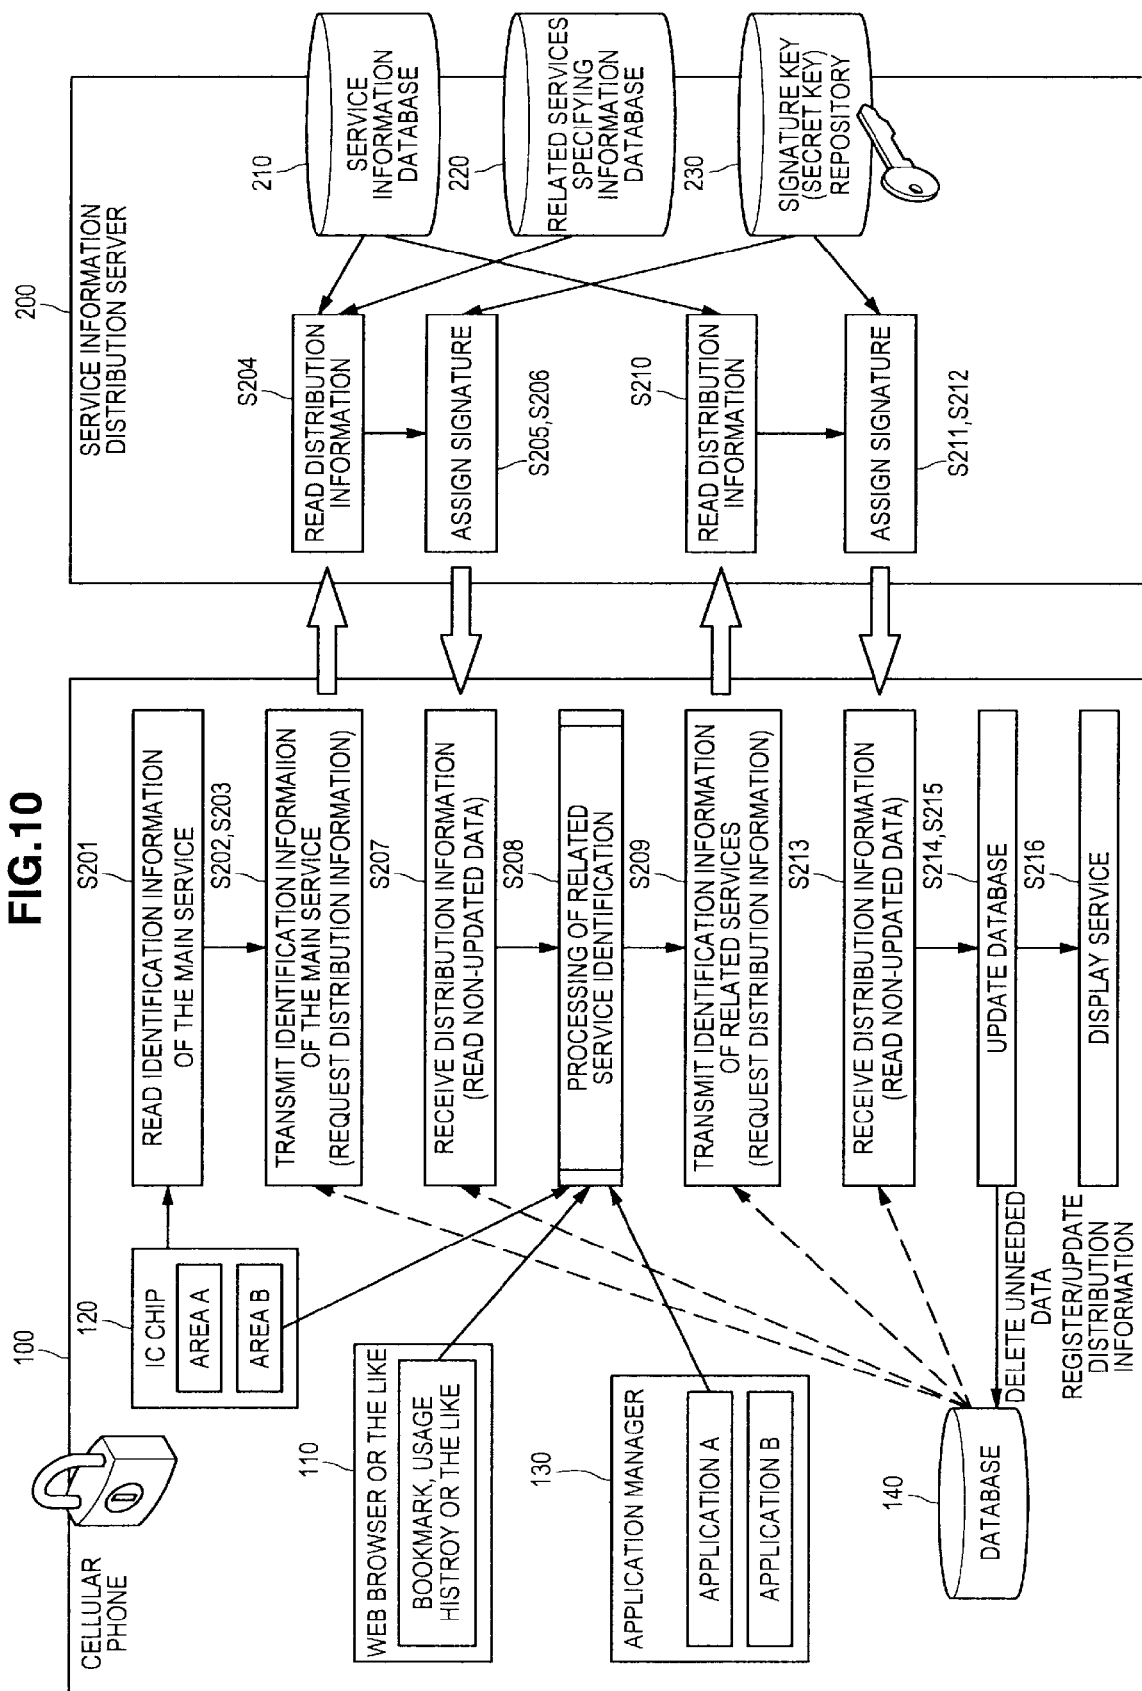 FIG.10
CELLULAR
PHONE
100
120
IC CHIP
AREA A
AREA B
110
WEB BROWSER OR THE LIKE
BOOKMARK, USAGE
HISTROY OR THE LIKE
130
APPLICATION MANAGER
APPLICATION A
APPLICATION B
140
DATABASE
DELETE UNNEEDED
DATA
REGISTER/UPDATE
DISTRIBUTION
INFORMATION
S201
READ IDENTIFICATION INFORMATION
OF THE MAIN SERVICE
S202,S203
TRANSMIT IDENTIFICATION INFORMAIION
OF THE MAIN SERVICE
(REQUEST DISTRIBUTION INFORMATION)
S207
RECEIVE DISTRIBUTION INFORMATION
(READ NON-UPDATED DATA)
S208
PROCESSING OF RELATED
SERVICE IDENTIFICATION
S209
TRANSMIT IDENTIFICATION INFORMATION
OF RELATED SERVICES
(REQUEST DISTRIBUTION INFORMATION)
S213
RECEIVE DISTRIBUTION INFORMATION
(READ NON-UPDATED DATA)
S214,S215
UPDATE DATABASE
S216
DISPLAY SERVICE
200
SERVICE INFORMATION
DISTRIBUTION SERVER
S204
READ DISTRIBUTION
INFORMATION
ASSIGN SIGNATURE
S205,S206
S210
READ DISTRIBUTION
INFORMATION
ASSIGN SIGNATURE
S211,S212
210
SERVICE
INFORMATION
DATABASE
220
RELATED SERVICES
SPECIFYING
INFORMATION
DATABASE
230
SIGNATURE KEY
(SECRET KEY)
REPOSITORY